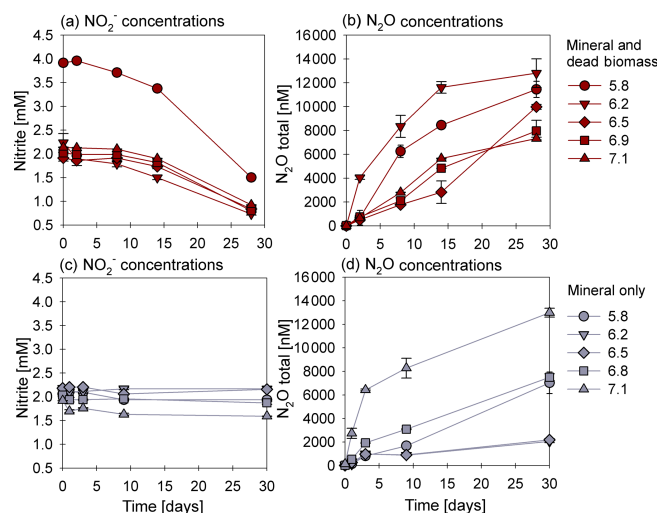 (a) NO₂⁻ concentrations
(b) N₂O concentrations
Nitrite [mM]
4.5
4.0
3.5
3.0
2.5
2.0
1.5
1.0
0.5
0 5 10 15 20 25 30
N₂O total [nM]
14000
12000
10000
8000
6000
4000
2000
0
0 5 10 15 20 25 30
Mineral and
dead biomass
5.8
6.2
6.5
6.9
7.1
(c) NO₂⁻ concentrations
(d) N₂O concentrations
Nitrite [mM]
4.5
4.0
3.5
3.0
2.5
2.0
1.5
1.0
0.5
0 5 10 15 20 25 30
Time [days]
N₂O total [nM]
16000
14000
12000
10000
8000
6000
4000
2000
0
0 5 10 15 20 25 30
Time [days]
Mineral only
5.8
6.2
6.5
6.8
7.1